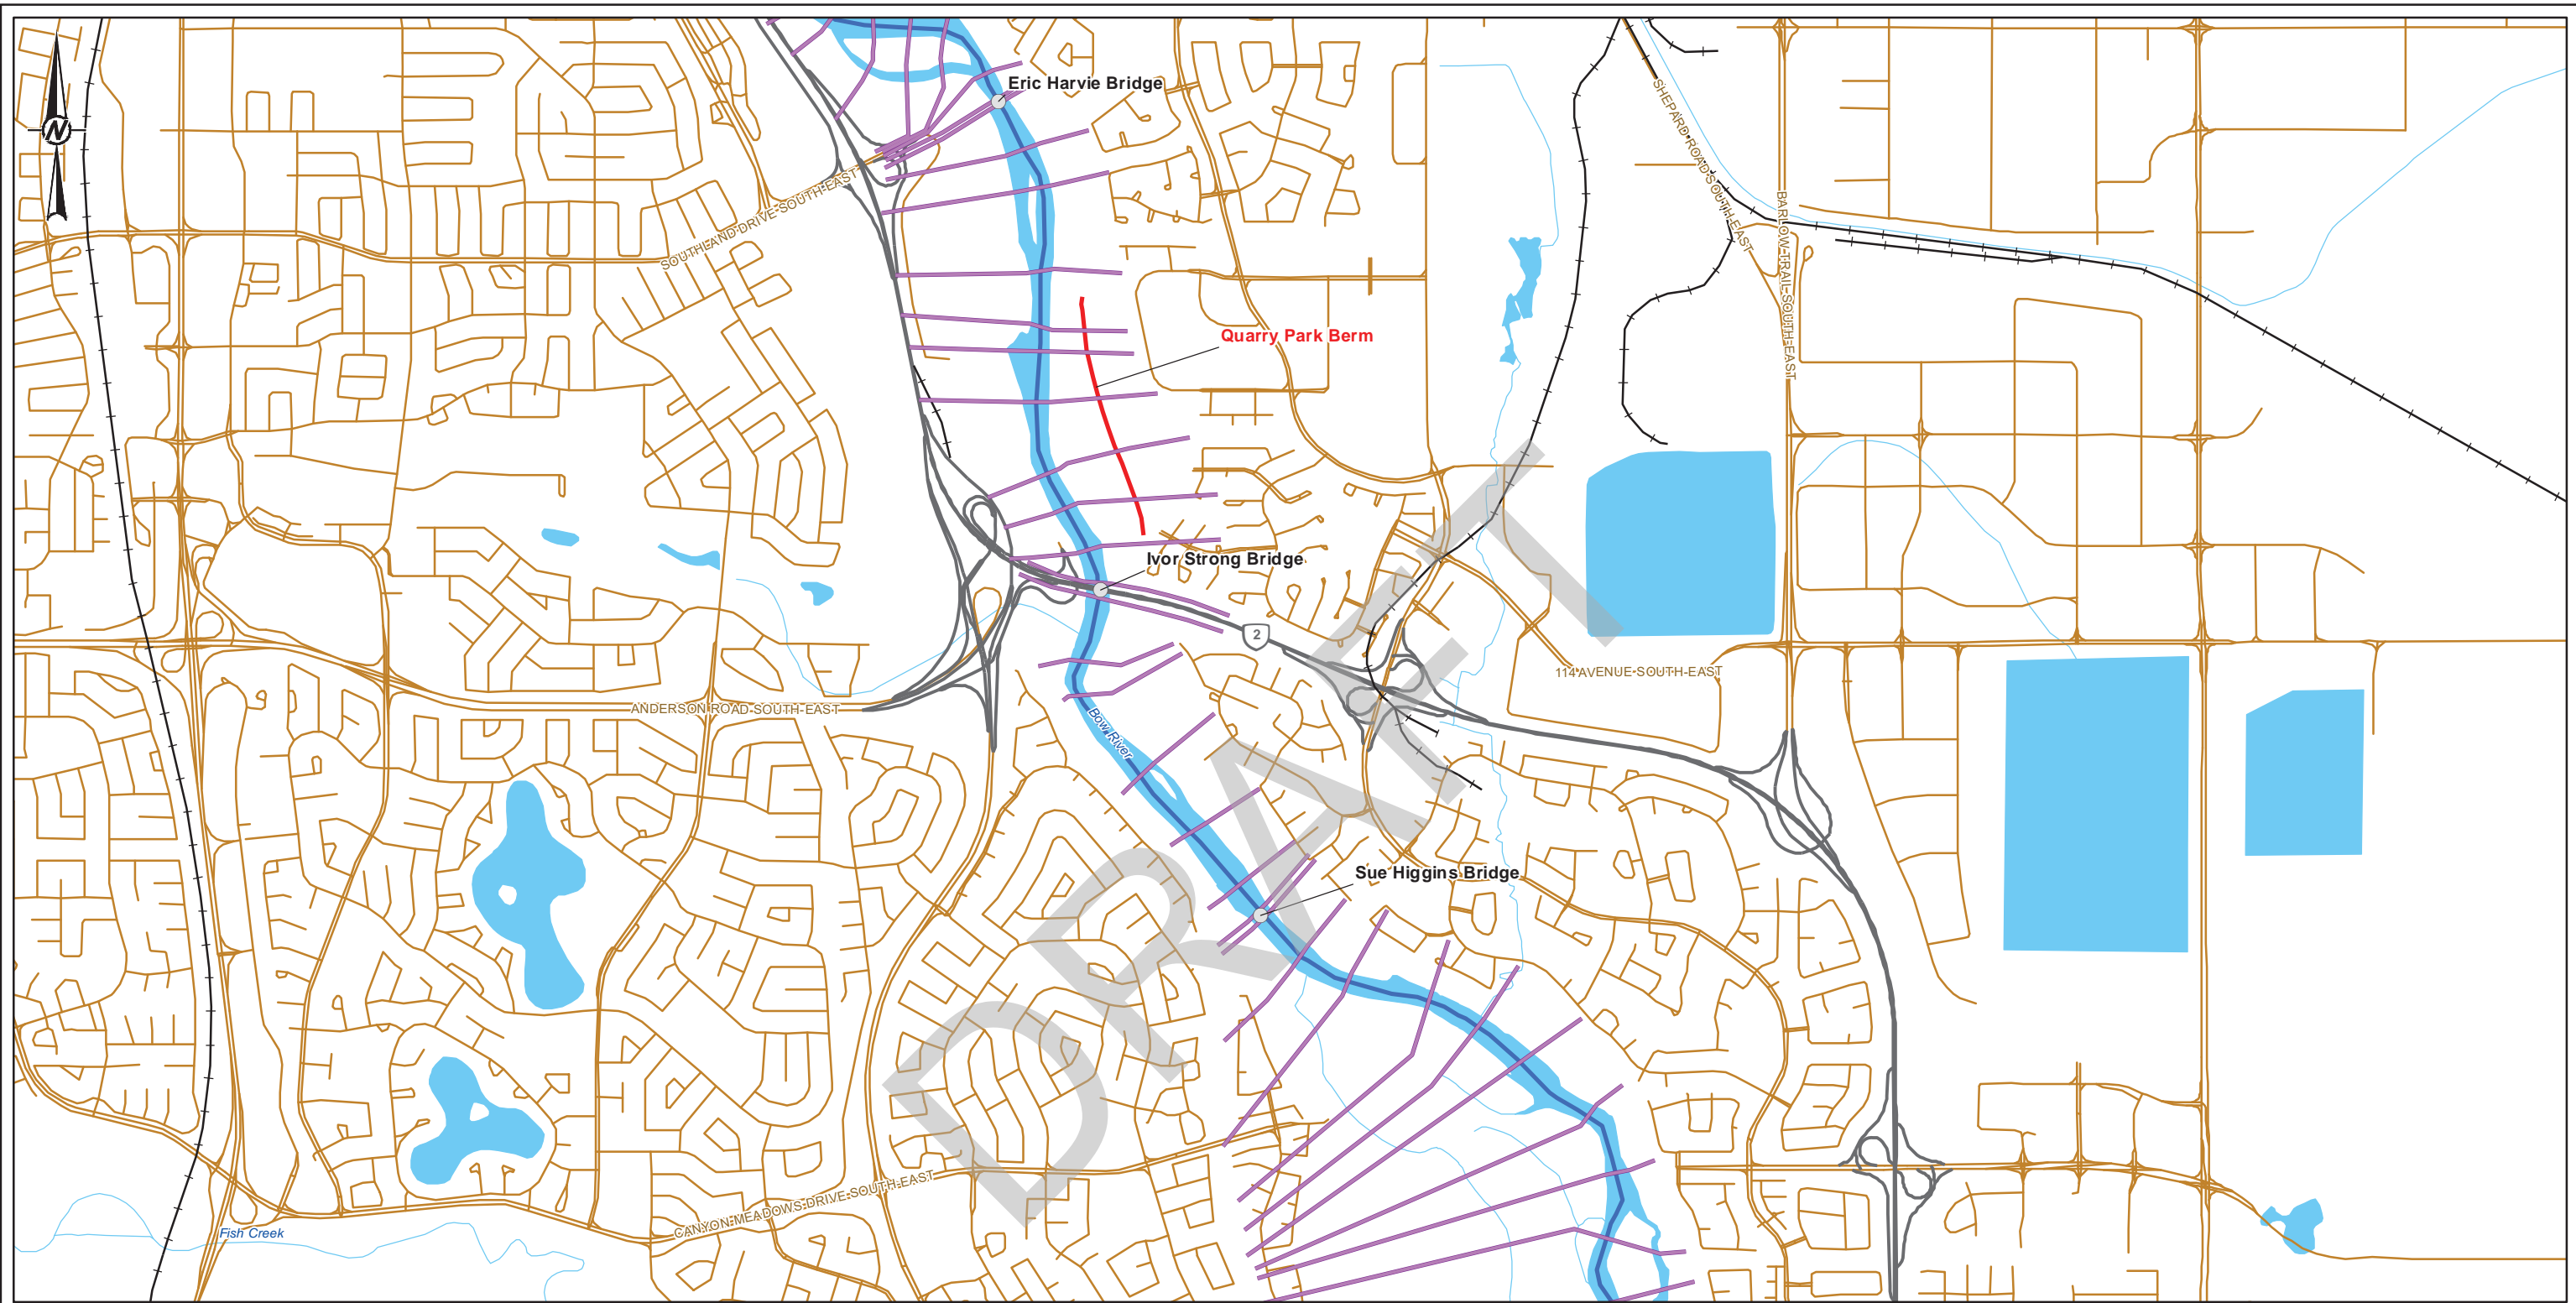 N
Eric Harvie Bridge
SHEPARD ROAD SOUTH-EAST
SOUTHLAND DRIVE SOUTH-EAST
BARLOW TRAIL SOUTH-EAST
Quarry Park Berm
Ivor Strong Bridge
2
114 AVENUE SOUTH-EAST
ANDERSON ROAD SOUTH-EAST
Bow River
Sue Higgins Bridge
DRAFT
CANYON MEADOWS DRIVE SOUTH-EAST
Fish Creek